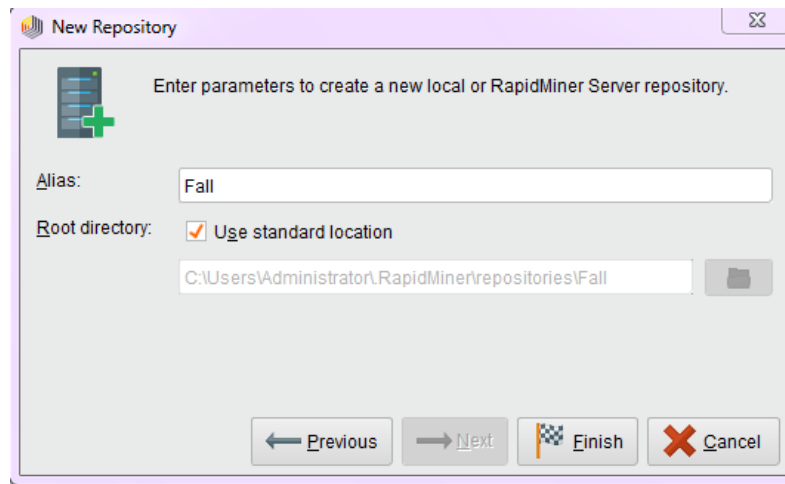 New Repository
Enter parameters to create a new local or RapidMiner Server repository.
Alias:
Fall
Root directory:
Use standard location
C:\Users\Administrator\.RapidMiner\repositories\Fall
Previous
Next
Finish
Cancel